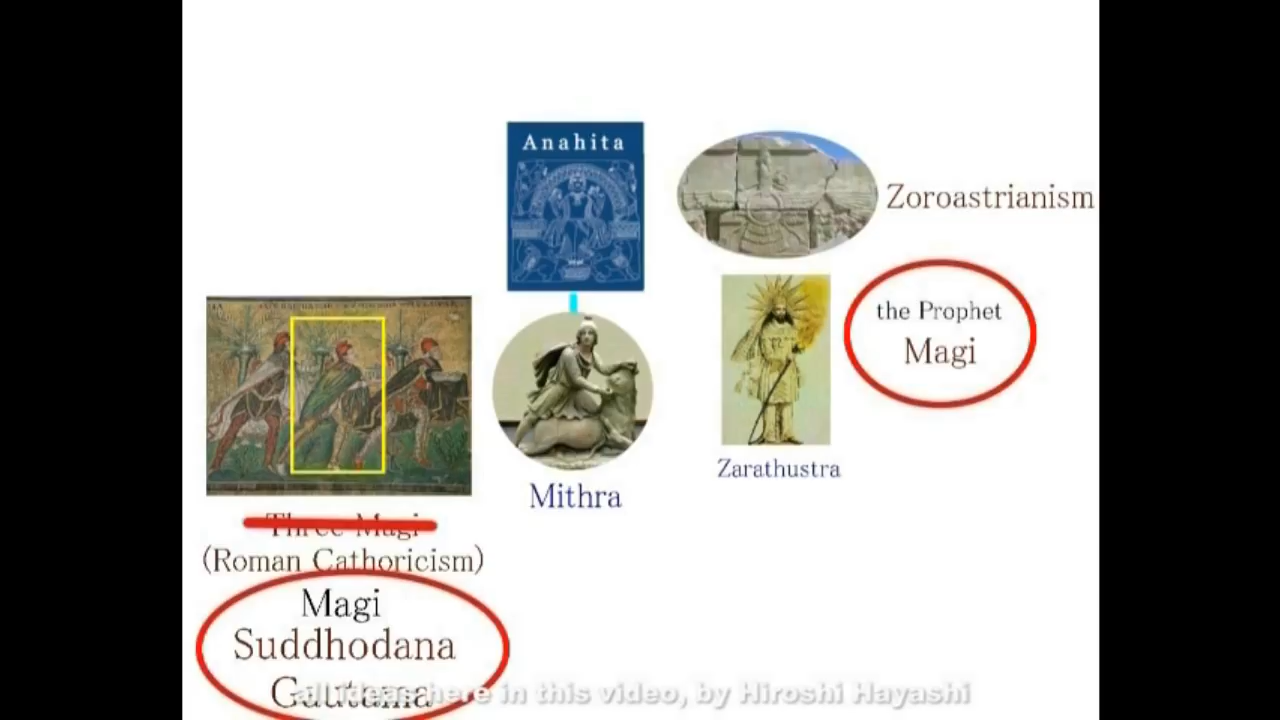 Anahita
Zoroastrianism
the Prophet
Magi
Zarathustra
Mithra
Three Magi
(Roman Cathoricism)
Magi
Suddhodana
Gautama
all ideas here in this video, by Hiroshi Hayashi